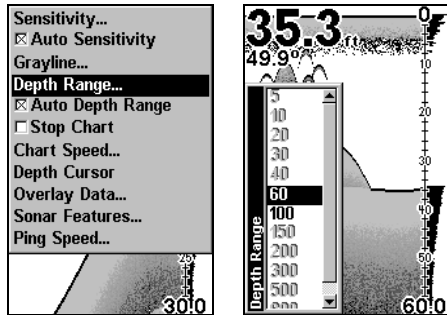 Sensitivity...
Auto Sensitivity
Grayline...
Depth Range...
Auto Depth Range
Stop Chart
Chart Speed...
Depth Cursor
Overlay Data...
Sonar Features...
Ping Speed...
25
30.0
35.3 ft
49.9°
0
10
20
30
40
50
60.0
Depth Range
5
10
20
30
40
60
100
150
200
300
500